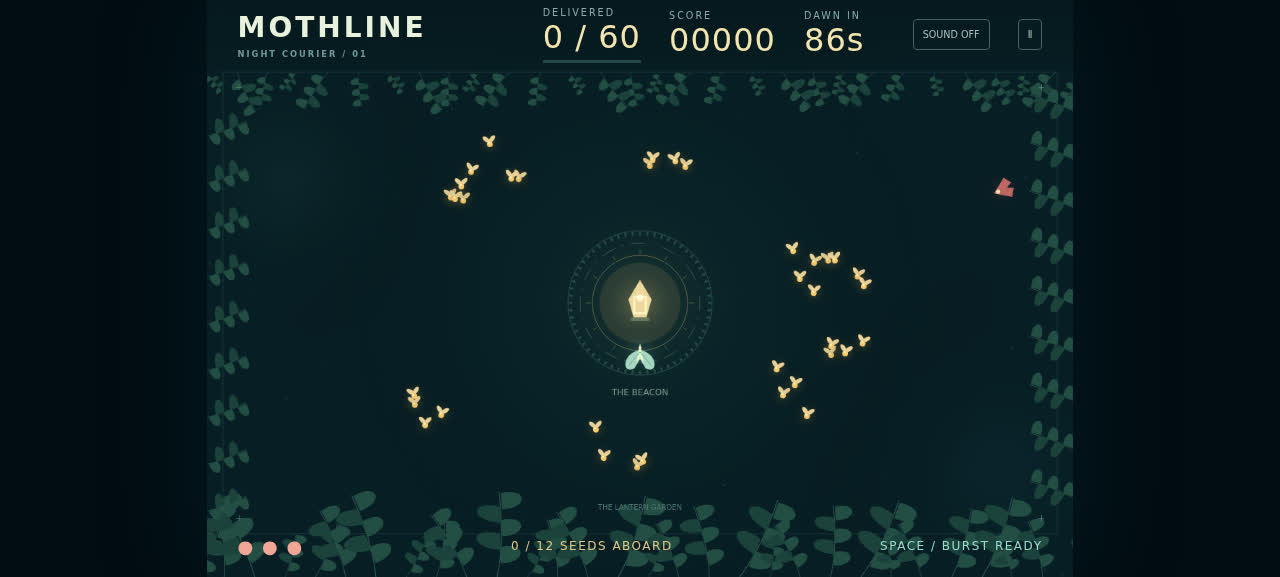 MOTHLINE
NIGHT COURIER / 01
DELIVERED
0 / 60
SCORE
00000
DAWN IN
86s
SOUND OFF
II
THE BEACON
THE LANTERN GARDEN
0 / 12 SEEDS ABOARD
SPACE / BURST READY